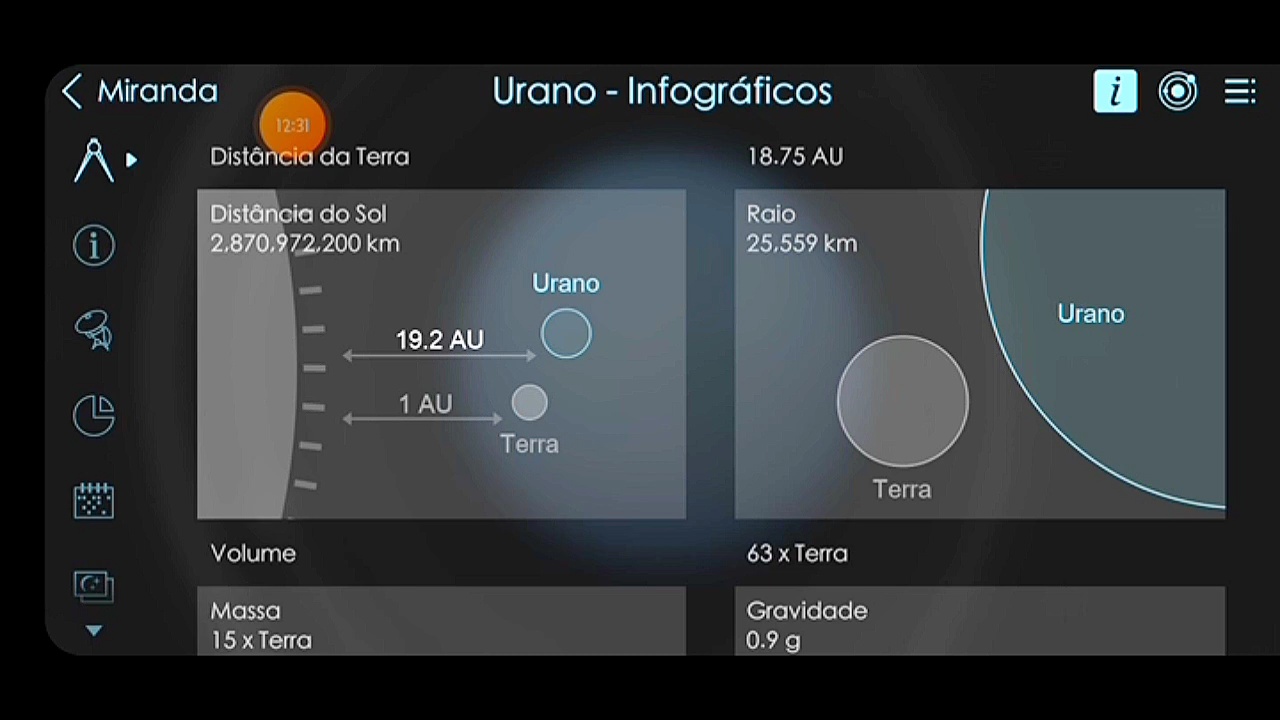 Miranda
Urano - Infográficos
i
12:31
Distância da Terra
18.75 AU
Distância do Sol
2,870,972,200 km
Urano
19.2 AU
1 AU
Terra
Raio
25,559 km
Urano
Terra
Volume
63 x Terra
Massa
15 x Terra
Gravidade
0.9 g